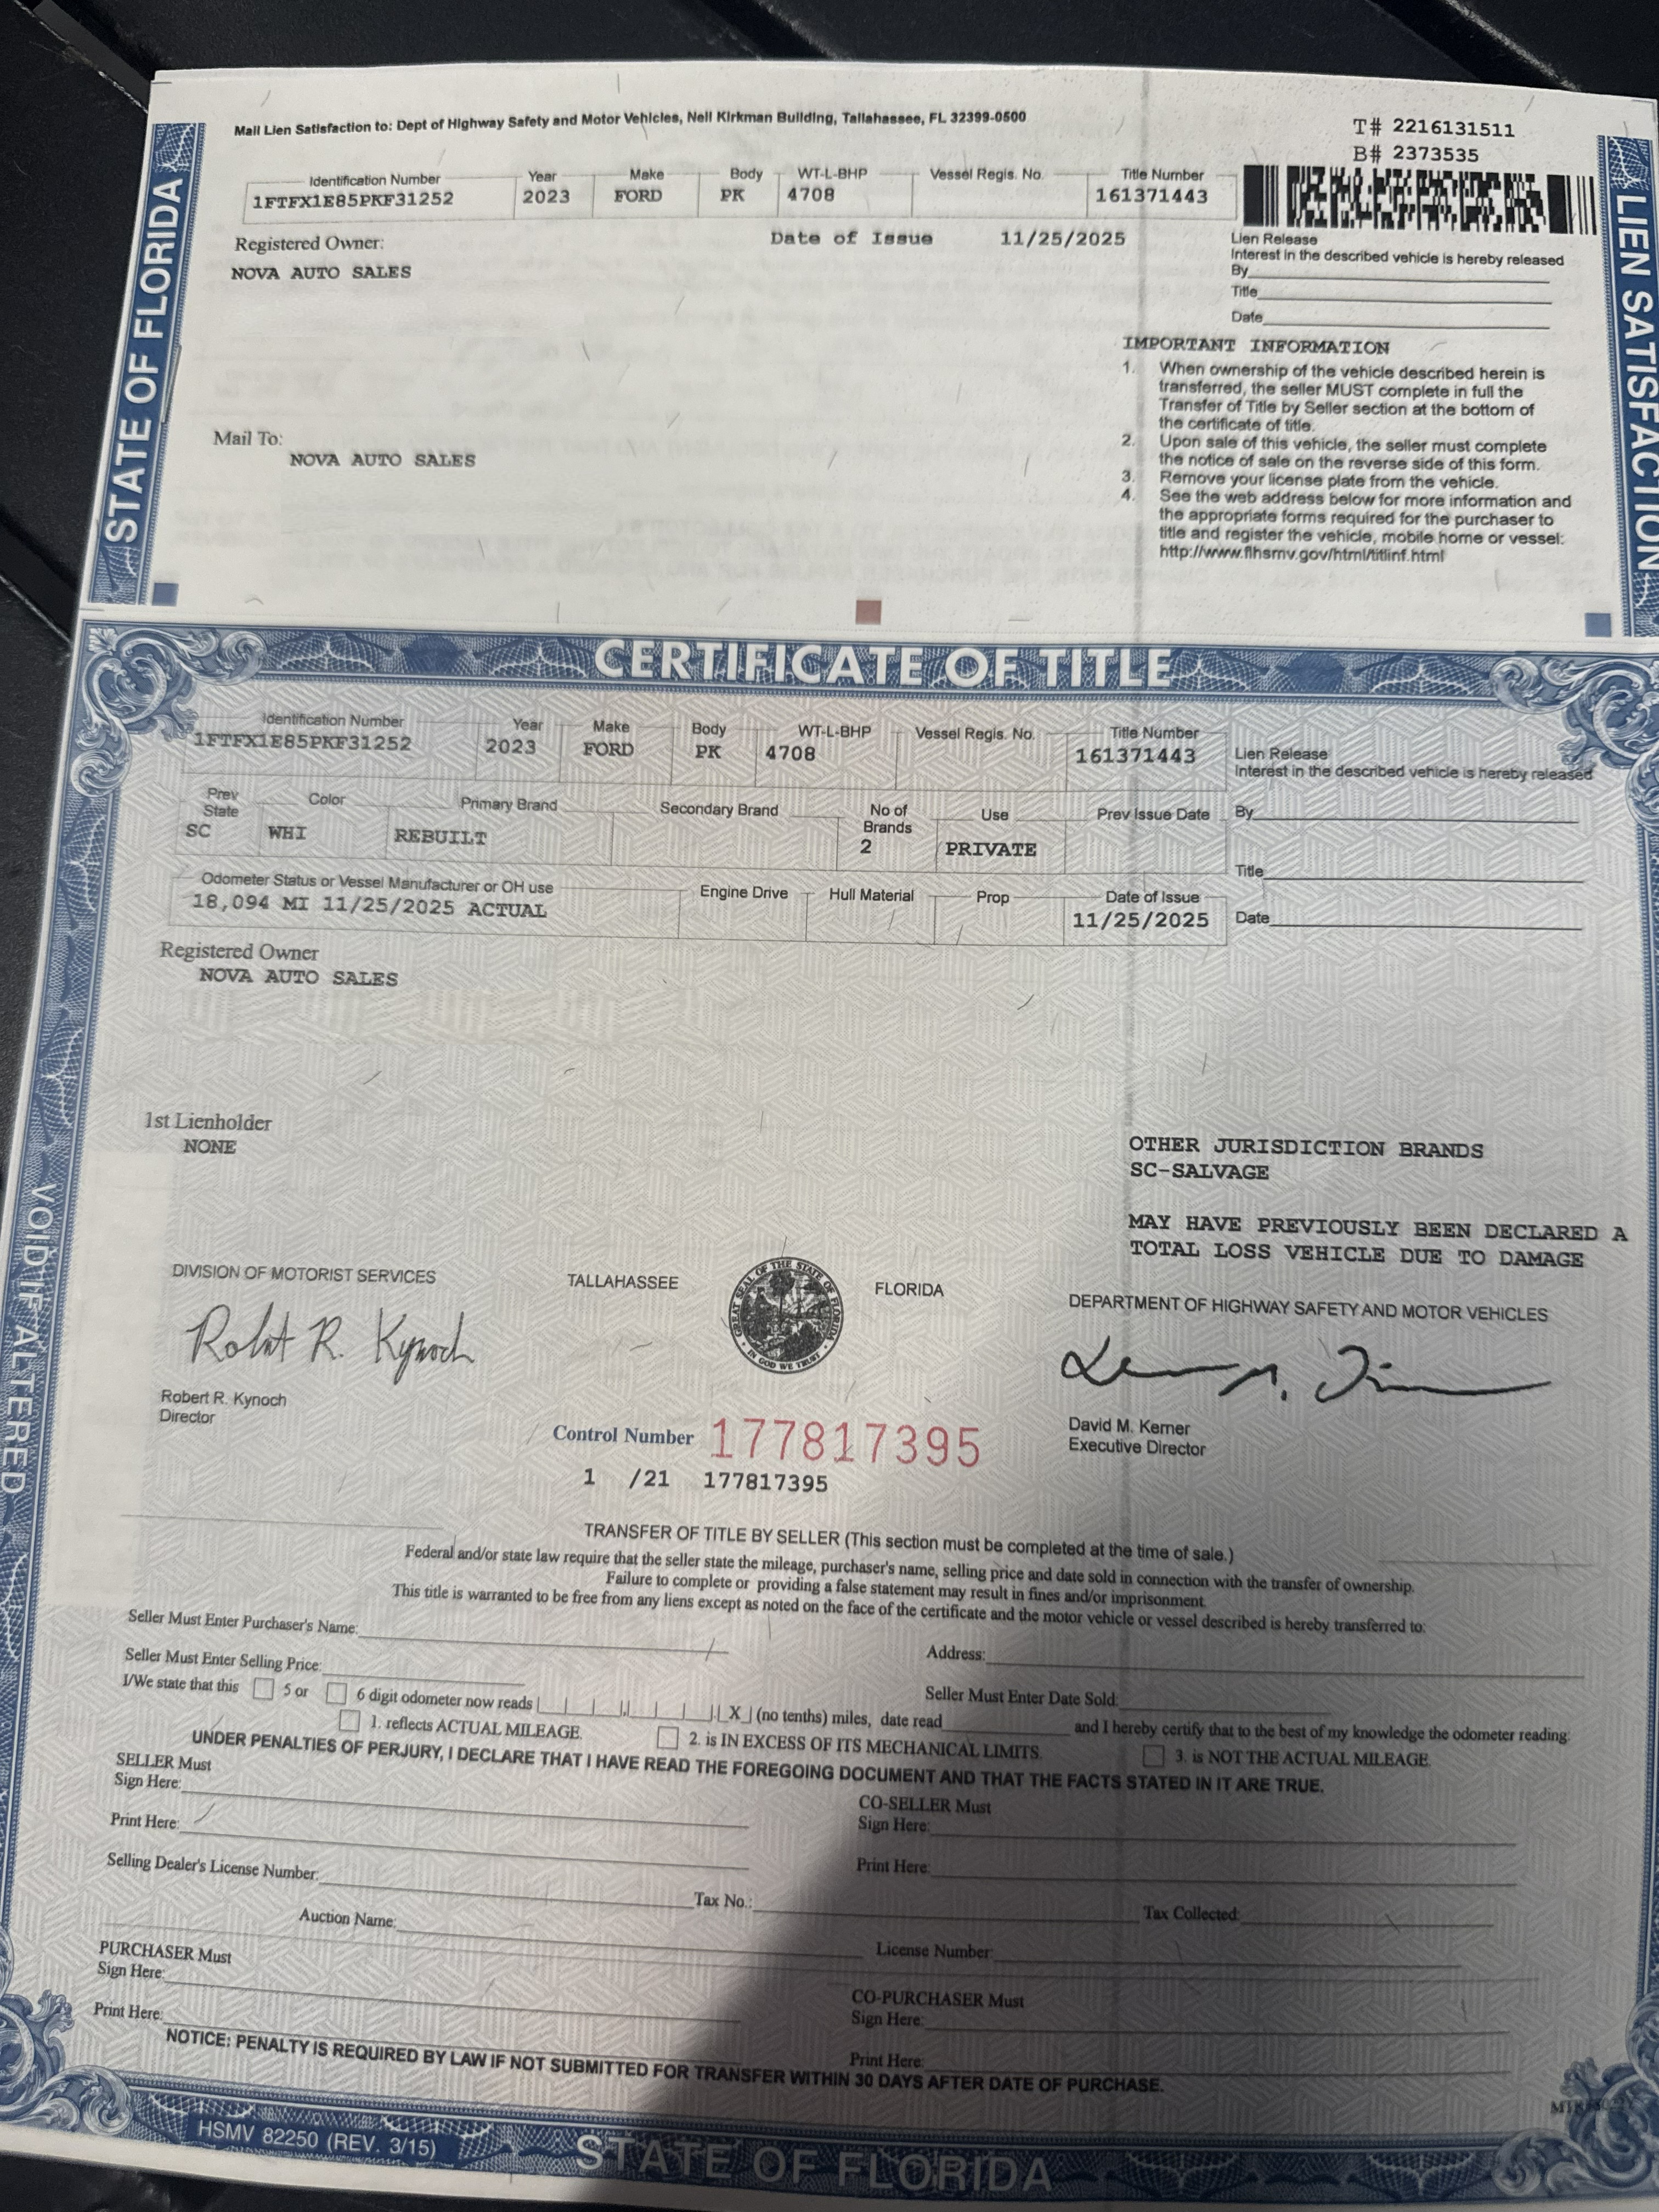 Mail Lien Satisfaction to: Dept of Highway Safety and Motor Vehicles, Neil Kirkman Building, Tallahassee, FL 32399-0500
T# 2216131511
B# 2373535
Identification Number Year Make Body WT-L-BHP Vessel Regis. No. Title Number
1FTFX1E85PKF31252 2023 FORD PK 4708 161371443
Registered Owner: Date of Issue 11/25/2025
NOVA AUTO SALES
Lien Release
Interest in the described vehicle is hereby released
By
Title
Date
IMPORTANT INFORMATION
1. When ownership of the vehicle described herein is
transferred, the seller MUST complete in full the
Transfer of Title by Seller section at the bottom of
the certificate of title.
2. Upon sale of this vehicle, the seller must complete
the notice of sale on the reverse side of this form.
3. Remove your license plate from the vehicle.
4. See the web address below for more information and
the appropriate forms required for the purchaser to
title and register the vehicle, mobile home or vessel:
http://www.flhsmv.gov/html/titlinf.html
Mail To:
NOVA AUTO SALES
STATE OF FLORIDA
LIEN SATISFACTION
CERTIFICATE OF TITLE
Identification Number Year Make Body WT-L-BHP Vessel Regis. No. Title Number
1FTFX1E85PKF31252 2023 FORD PK 4708 161371443
Lien Release
Interest in the described vehicle is hereby released
Prev State Color Primary Brand Secondary Brand No of Brands Use Prev Issue Date
SC WHI REBUILT 2 PRIVATE
By
Title
Odometer Status or Vessel Manufacturer or OH use Engine Drive Hull Material Prop Date of Issue
18,094 MI 11/25/2025 ACTUAL 11/25/2025
Date
Registered Owner
NOVA AUTO SALES
1st Lienholder
NONE
OTHER JURISDICTION BRANDS
SC-SALVAGE
MAY HAVE PREVIOUSLY BEEN DECLARED A
TOTAL LOSS VEHICLE DUE TO DAMAGE
DIVISION OF MOTORIST SERVICES TALLAHASSEE FLORIDA DEPARTMENT OF HIGHWAY SAFETY AND MOTOR VEHICLES
GREAT SEAL OF THE STATE OF FLORIDA
IN GOD WE TRUST
Robert R. Kynoch
Robert R. Kynoch
Director
David M. Kerner
Executive Director
Control Number 177817395
1 /21 177817395
VOID IF ALTERED
TRANSFER OF TITLE BY SELLER (This section must be completed at the time of sale.)
Federal and/or state law require that the seller state the mileage, purchaser's name, selling price and date sold in connection with the transfer of ownership.
Failure to complete or providing a false statement may result in fines and/or imprisonment.
This title is warranted to be free from any liens except as noted on the face of the certificate and the motor vehicle or vessel described is hereby transferred to:
Seller Must Enter Purchaser's Name: Address:
Seller Must Enter Selling Price: Seller Must Enter Date Sold:
I/We state that this 5 or 6 digit odometer now reads X (no tenths) miles, date read and I hereby certify that to the best of my knowledge the odometer reading:
1. reflects ACTUAL MILEAGE. 2. is IN EXCESS OF ITS MECHANICAL LIMITS. 3. is NOT THE ACTUAL MILEAGE.
UNDER PENALTIES OF PERJURY, I DECLARE THAT I HAVE READ THE FOREGOING DOCUMENT AND THAT THE FACTS STATED IN IT ARE TRUE.
SELLER Must CO-SELLER Must
Sign Here: Sign Here:
Print Here: Print Here:
Selling Dealer's License Number: Tax No.: Tax Collected:
Auction Name: License Number:
PURCHASER Must CO-PURCHASER Must
Sign Here: Sign Here:
Print Here: Print Here:
NOTICE: PENALTY IS REQUIRED BY LAW IF NOT SUBMITTED FOR TRANSFER WITHIN 30 DAYS AFTER DATE OF PURCHASE.
HSMV 82250 (REV. 3/15)
STATE OF FLORIDA